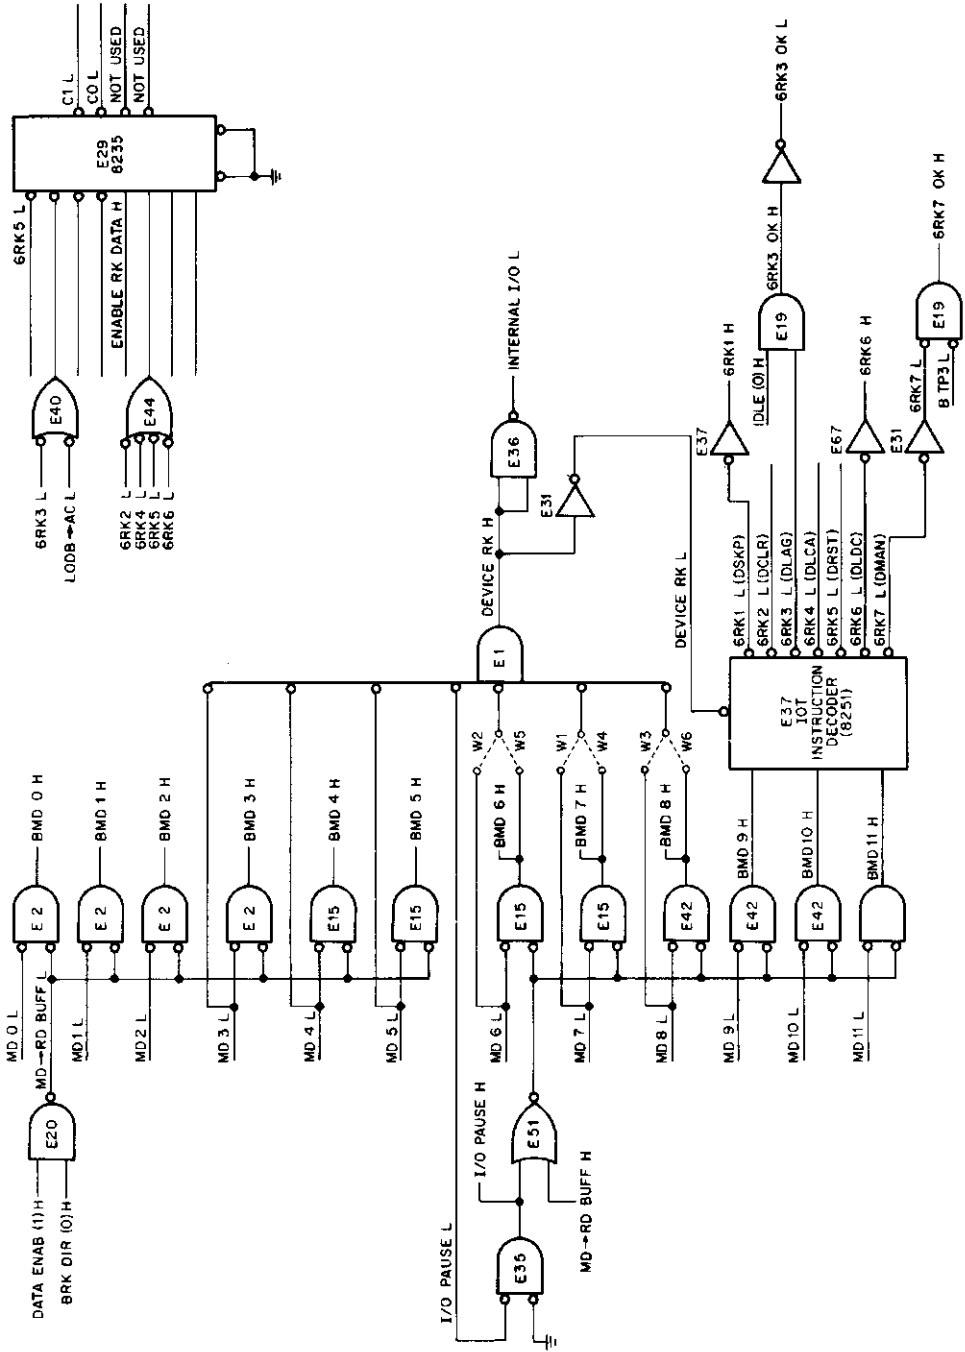 C1 L
C0 L
NOT USED
NOT USED
E29
8235
6RK5 L
ENABLE RK DATA H
E40
E44
6RK3 L
LODB→AC L
6RK2 L
6RK4 L
6RK5 L
6RK6 L
DATA ENAB (1) H
BRK DIR (0) H
E20
MD→RD BUFF L
MD 0 L
MD 1 L
MD 2 L
MD 3 L
MD 4 L
MD 5 L
MD 6 L
MD 7 L
MD 8 L
MD 9 L
MD10 L
MD11 L
E 2
E 2
E 2
E 2
E15
E15
E15
E15
E42
E42
E42
BMD 0 H
BMD 1 H
BMD 2 H
BMD 3 H
BMD 4 H
BMD 5 H
BMD 6 H
BMD 7 H
BMD 8 H
BMD 9 H
BMD10 H
BMD11 H
I/O PAUSE L
I/O PAUSE H
E35
E51
MD→RD BUFF H
W2
W5
W1
W4
W3
W6
E1
DEVICE RK H
E36
INTERNAL I/O L
E31
DEVICE RK L
E37
IOT
INSTRUCTION
DECODER
(8251)
6RK1 L (DSKP)
6RK2 L (DCLR)
6RK3 L (DLAG)
6RK4 L (DLCA)
6RK5 L (DRST)
6RK6 L (DLDC)
6RK7 L (DMAN)
E37
6RK1 H
IDLE (0) H
E19
6RK3 OK H
6RK3 OK L
E67
6RK6 H
E31
6RK7 L
B TP3 L
E19
6RK7 OK H